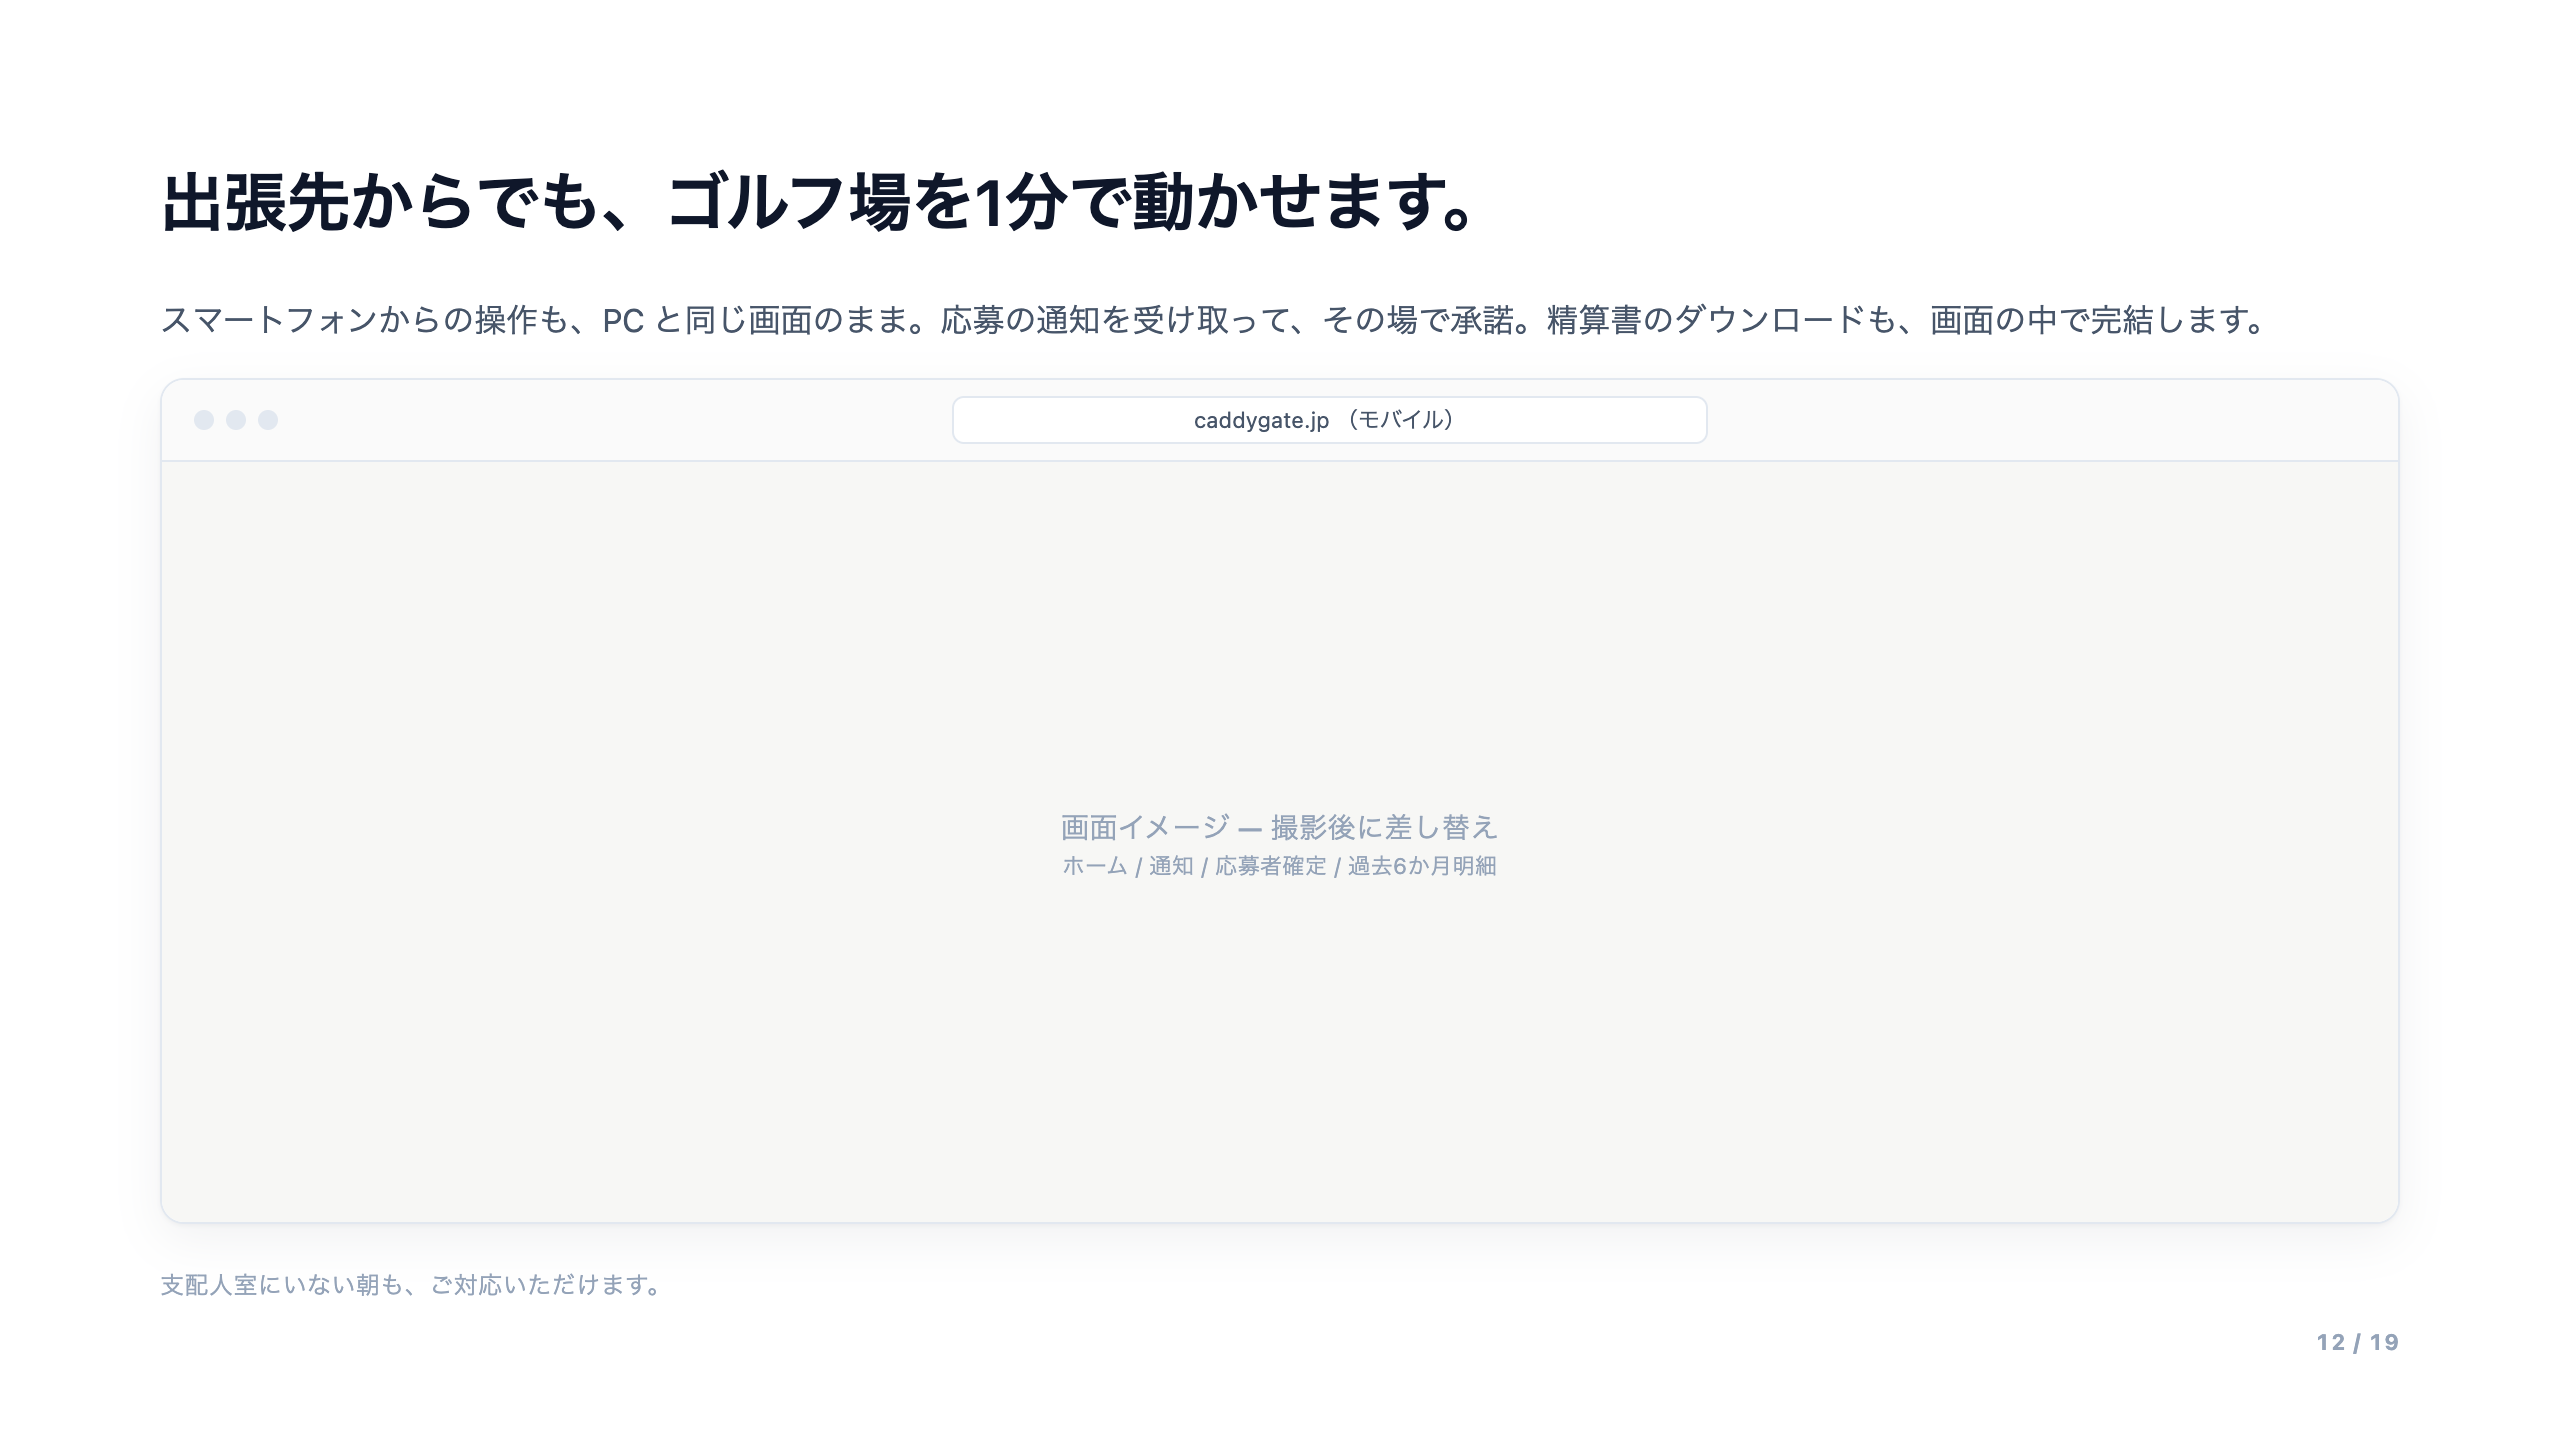 出張先からでも、ゴルフ場を1分で動かせます。
スマートフォンからの操作も、PC と同じ画面のまま。応募の通知を受け取って、その場で承諾。精算書のダウンロードも、画面の中で完結します。
caddygate.jp （モバイル）
画面イメージ — 撮影後に差し替え
ホーム / 通知 / 応募者確定 / 過去6か月明細
支配人室にいない朝も、ご対応いただけます。
12 / 19